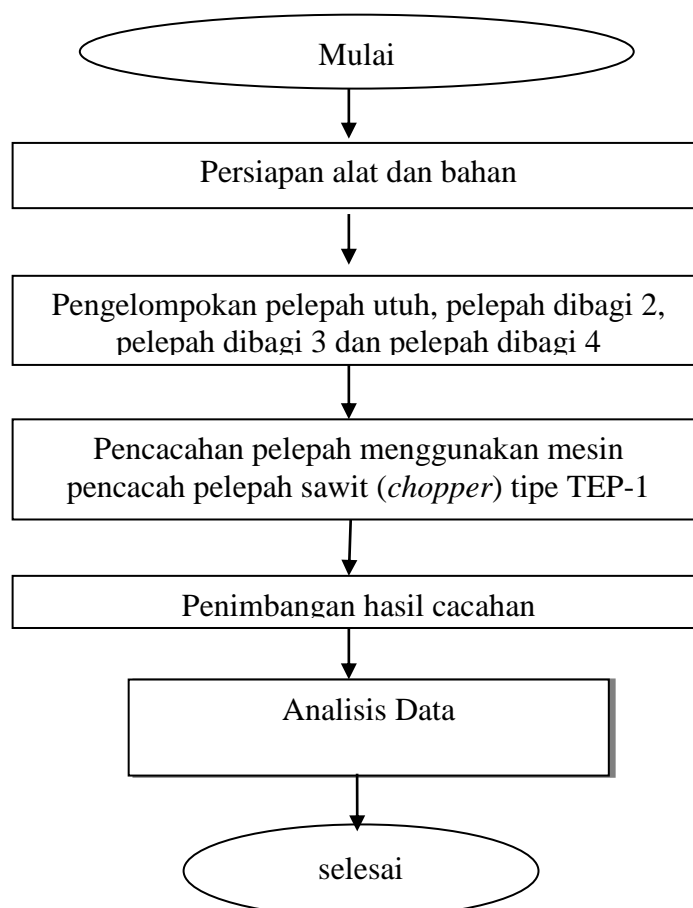 Mulai
Persiapan alat dan bahan
Pengelompokan pelepah utuh, pelepah dibagi 2,
pelepah dibagi 3 dan pelepah dibagi 4
Pencacahan pelepah menggunakan mesin
pencacah pelepah sawit (chopper) tipe TEP-1
Penimbangan hasil cacahan
Analisis Data
selesai